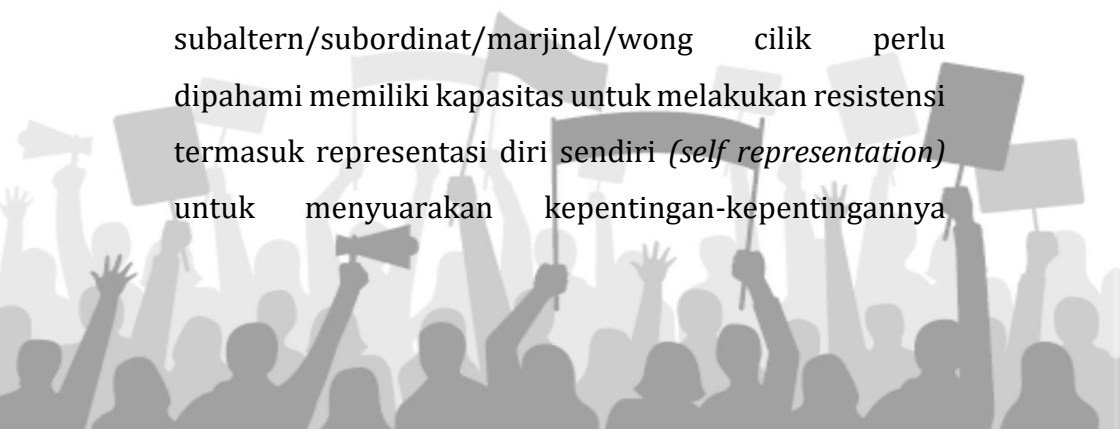 subaltern/subordinat/marjinal/wong cilik perlu
dipahami memiliki kapasitas untuk melakukan resistensi
termasuk representasi diri sendiri (self representation)
untuk menyuarakan kepentingan-kepentingannya